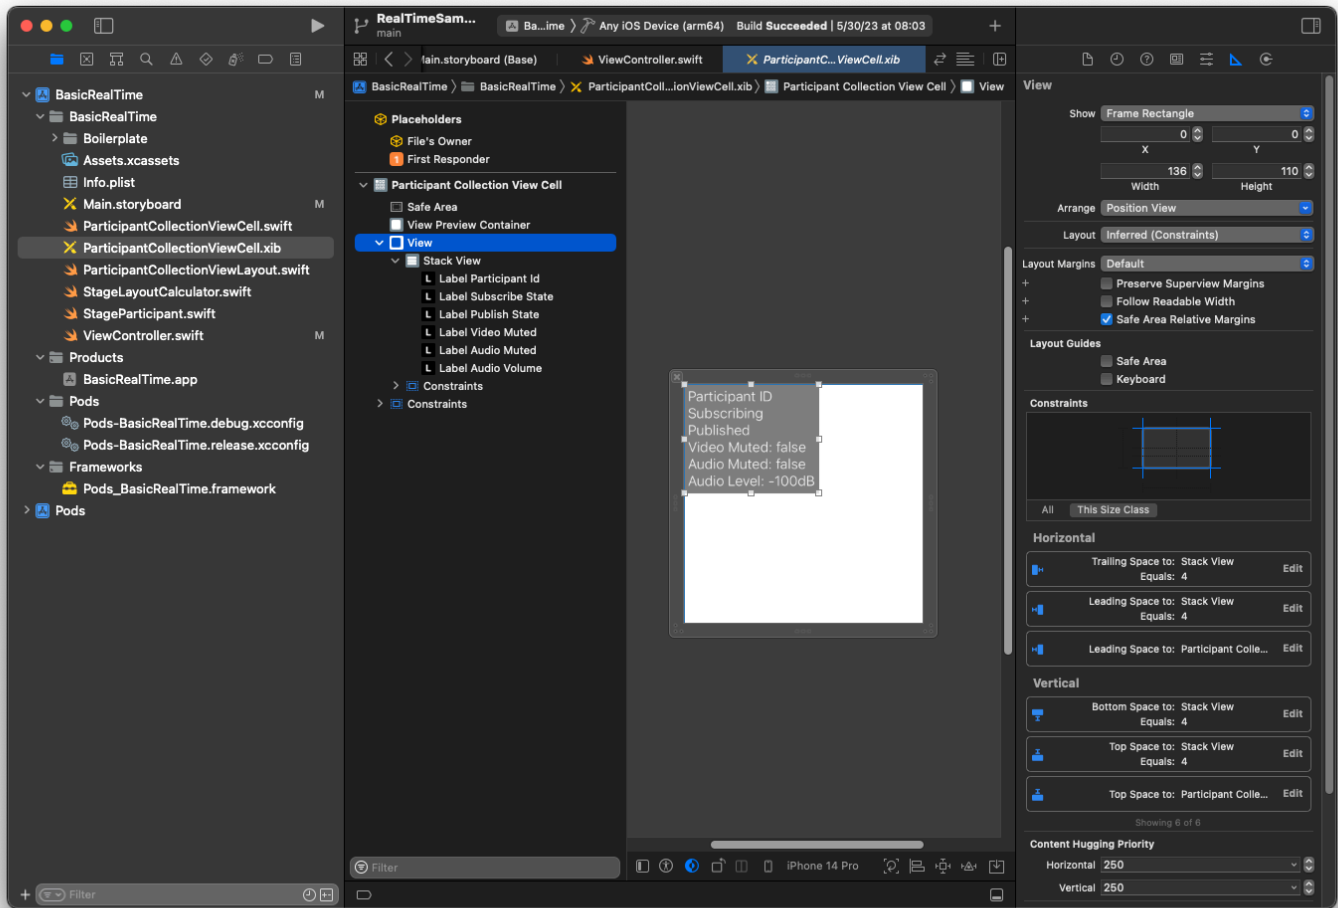 RealTimeSam...
main
Ba...ime
Any iOS Device (arm64)
Build Succeeded | 5/30/23 at 08:03
BasicRealTime
M
BasicRealTime
Boilerplate
Assets.xcassets
Info.plist
Main.storyboard
M
ParticipantCollectionViewCell.swift
ParticipantCollectionViewCell.xib
ParticipantCollectionViewLayout.swift
StageLayoutCalculator.swift
StageParticipant.swift
ViewController.swift
M
Products
BasicRealTime.app
Pods
Pods-BasicRealTime.debug.xcconfig
Pods-BasicRealTime.release.xcconfig
Frameworks
Pods_BasicRealTime.framework
Pods
Filter
Main.storyboard (Base)
ViewController.swift
ParticipantC...ViewCell.xib
BasicRealTime
BasicRealTime
ParticipantColl...ionViewCell.xib
Participant Collection View Cell
View
Placeholders
File's Owner
1 First Responder
Participant Collection View Cell
Safe Area
View Preview Container
View
Stack View
L Label Participant Id
L Label Subscribe State
L Label Publish State
L Label Video Muted
L Label Audio Muted
L Label Audio Volume
Constraints
Constraints
Filter
Participant ID
Subscribing
Published
Video Muted: false
Audio Muted: false
Audio Level: -100dB
iPhone 14 Pro
View
Show Frame Rectangle
0 0
X Y
136 110
Width Height
Arrange Position View
Layout Inferred (Constraints)
Layout Margins Default
Preserve Superview Margins
Follow Readable Width
Safe Area Relative Margins
Layout Guides
Safe Area
Keyboard
Constraints
All This Size Class
Horizontal
Trailing Space to: Stack View
Equals: 4
Edit
Leading Space to: Stack View
Equals: 4
Edit
Leading Space to: Participant Colle...
Edit
Vertical
Bottom Space to: Stack View
Equals: 4
Edit
Top Space to: Stack View
Equals: 4
Edit
Top Space to: Participant Colle...
Edit
Showing 6 of 6
Content Hugging Priority
Horizontal 250
Vertical 250